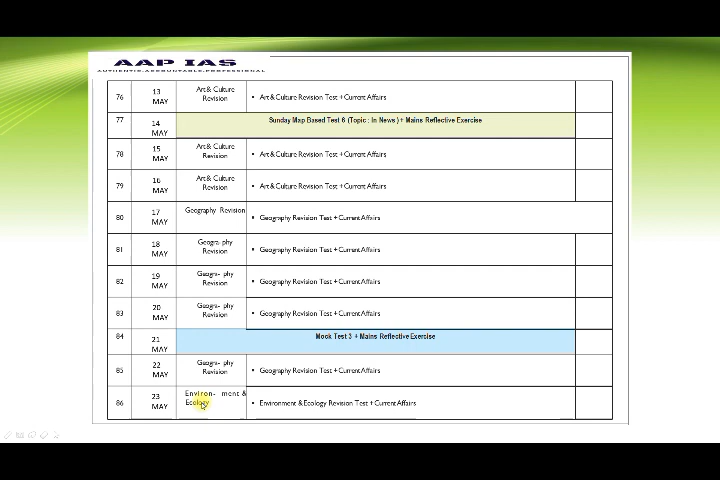 AAP IAS
AUTHENTIC.ACCOUNTABLE.PROFESSIONAL
76 13 MAY Art & Culture Revision • Art & Culture Revision Test + Current Affairs
77 14 MAY Sunday Map Based Test 6 (Topic : In News ) + Mains Reflective Exercise
78 15 MAY Art & Culture Revision • Art & Culture Revision Test + Current Affairs
79 16 MAY Art & Culture Revision • Art & Culture Revision Test + Current Affairs
80 17 MAY Geography Revision • Geography Revision Test + Current Affairs
81 18 MAY Geogra- phy Revision • Geography Revision Test + Current Affairs
82 19 MAY Geogra- phy Revision • Geography Revision Test + Current Affairs
83 20 MAY Geogra- phy Revision • Geography Revision Test + Current Affairs
84 21 MAY Mock Test 3 + Mains Reflective Exercise
85 22 MAY Geogra- phy Revision • Geography Revision Test + Current Affairs
86 23 MAY Environ- ment & Ecology • Environment & Ecology Revision Test + Current Affairs